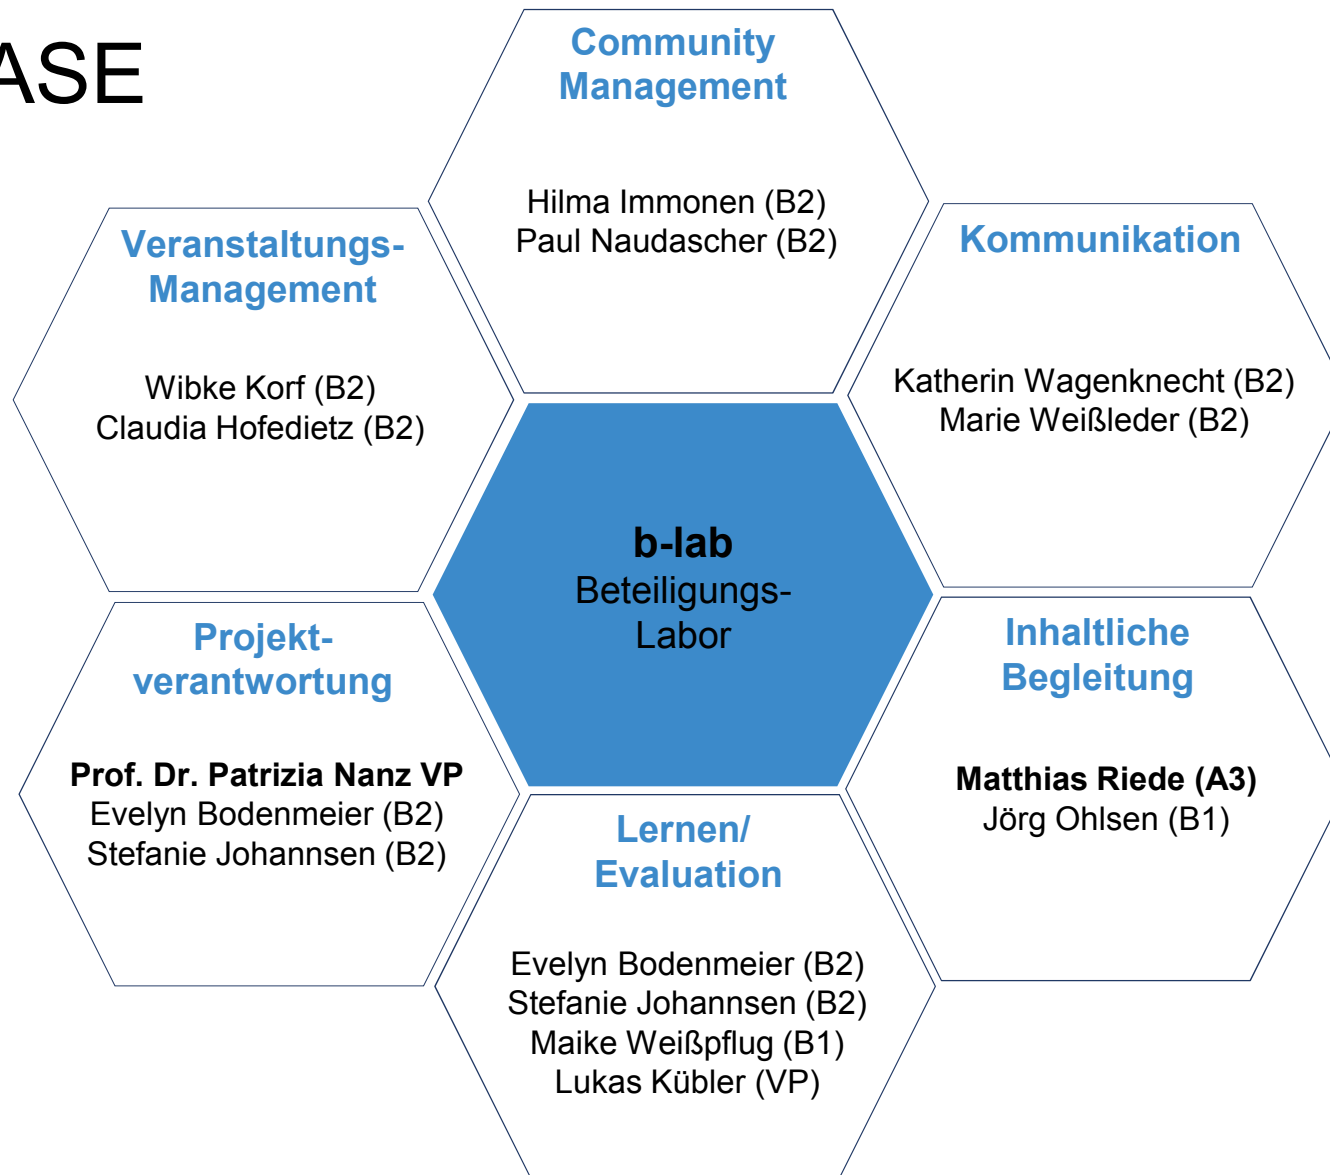 ASE
Community
Management
Hilma Immonen (B2)
Paul Naudascher (B2)
Veranstaltungs-
Management
Wibke Korf (B2)
Claudia Hofedietz (B2)
Kommunikation
Katherin Wagenknecht (B2)
Marie Weißleder (B2)
b-lab
Beteiligungs-
Labor
Projekt-
verantwortung
Prof. Dr. Patrizia Nanz VP
Evelyn Bodenmeier (B2)
Stefanie Johannsen (B2)
Inhaltliche
Begleitung
Matthias Riede (A3)
Jörg Ohlsen (B1)
Lernen/
Evaluation
Evelyn Bodenmeier (B2)
Stefanie Johannsen (B2)
Maike Weißpflug (B1)
Lukas Kübler (VP)